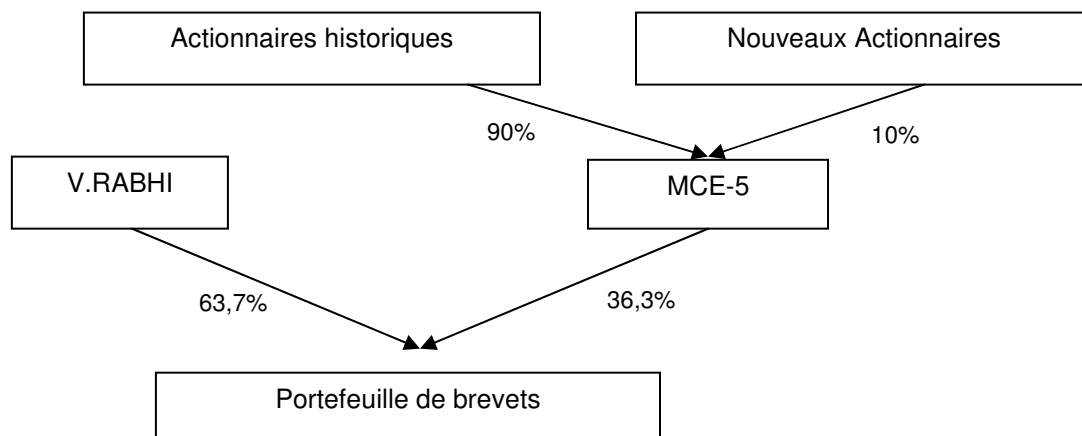 Actionnaires historiques
Nouveaux Actionnaires
90%
10%
V.RABHI
MCE-5
63,7%
36,3%
Portefeuille de brevets